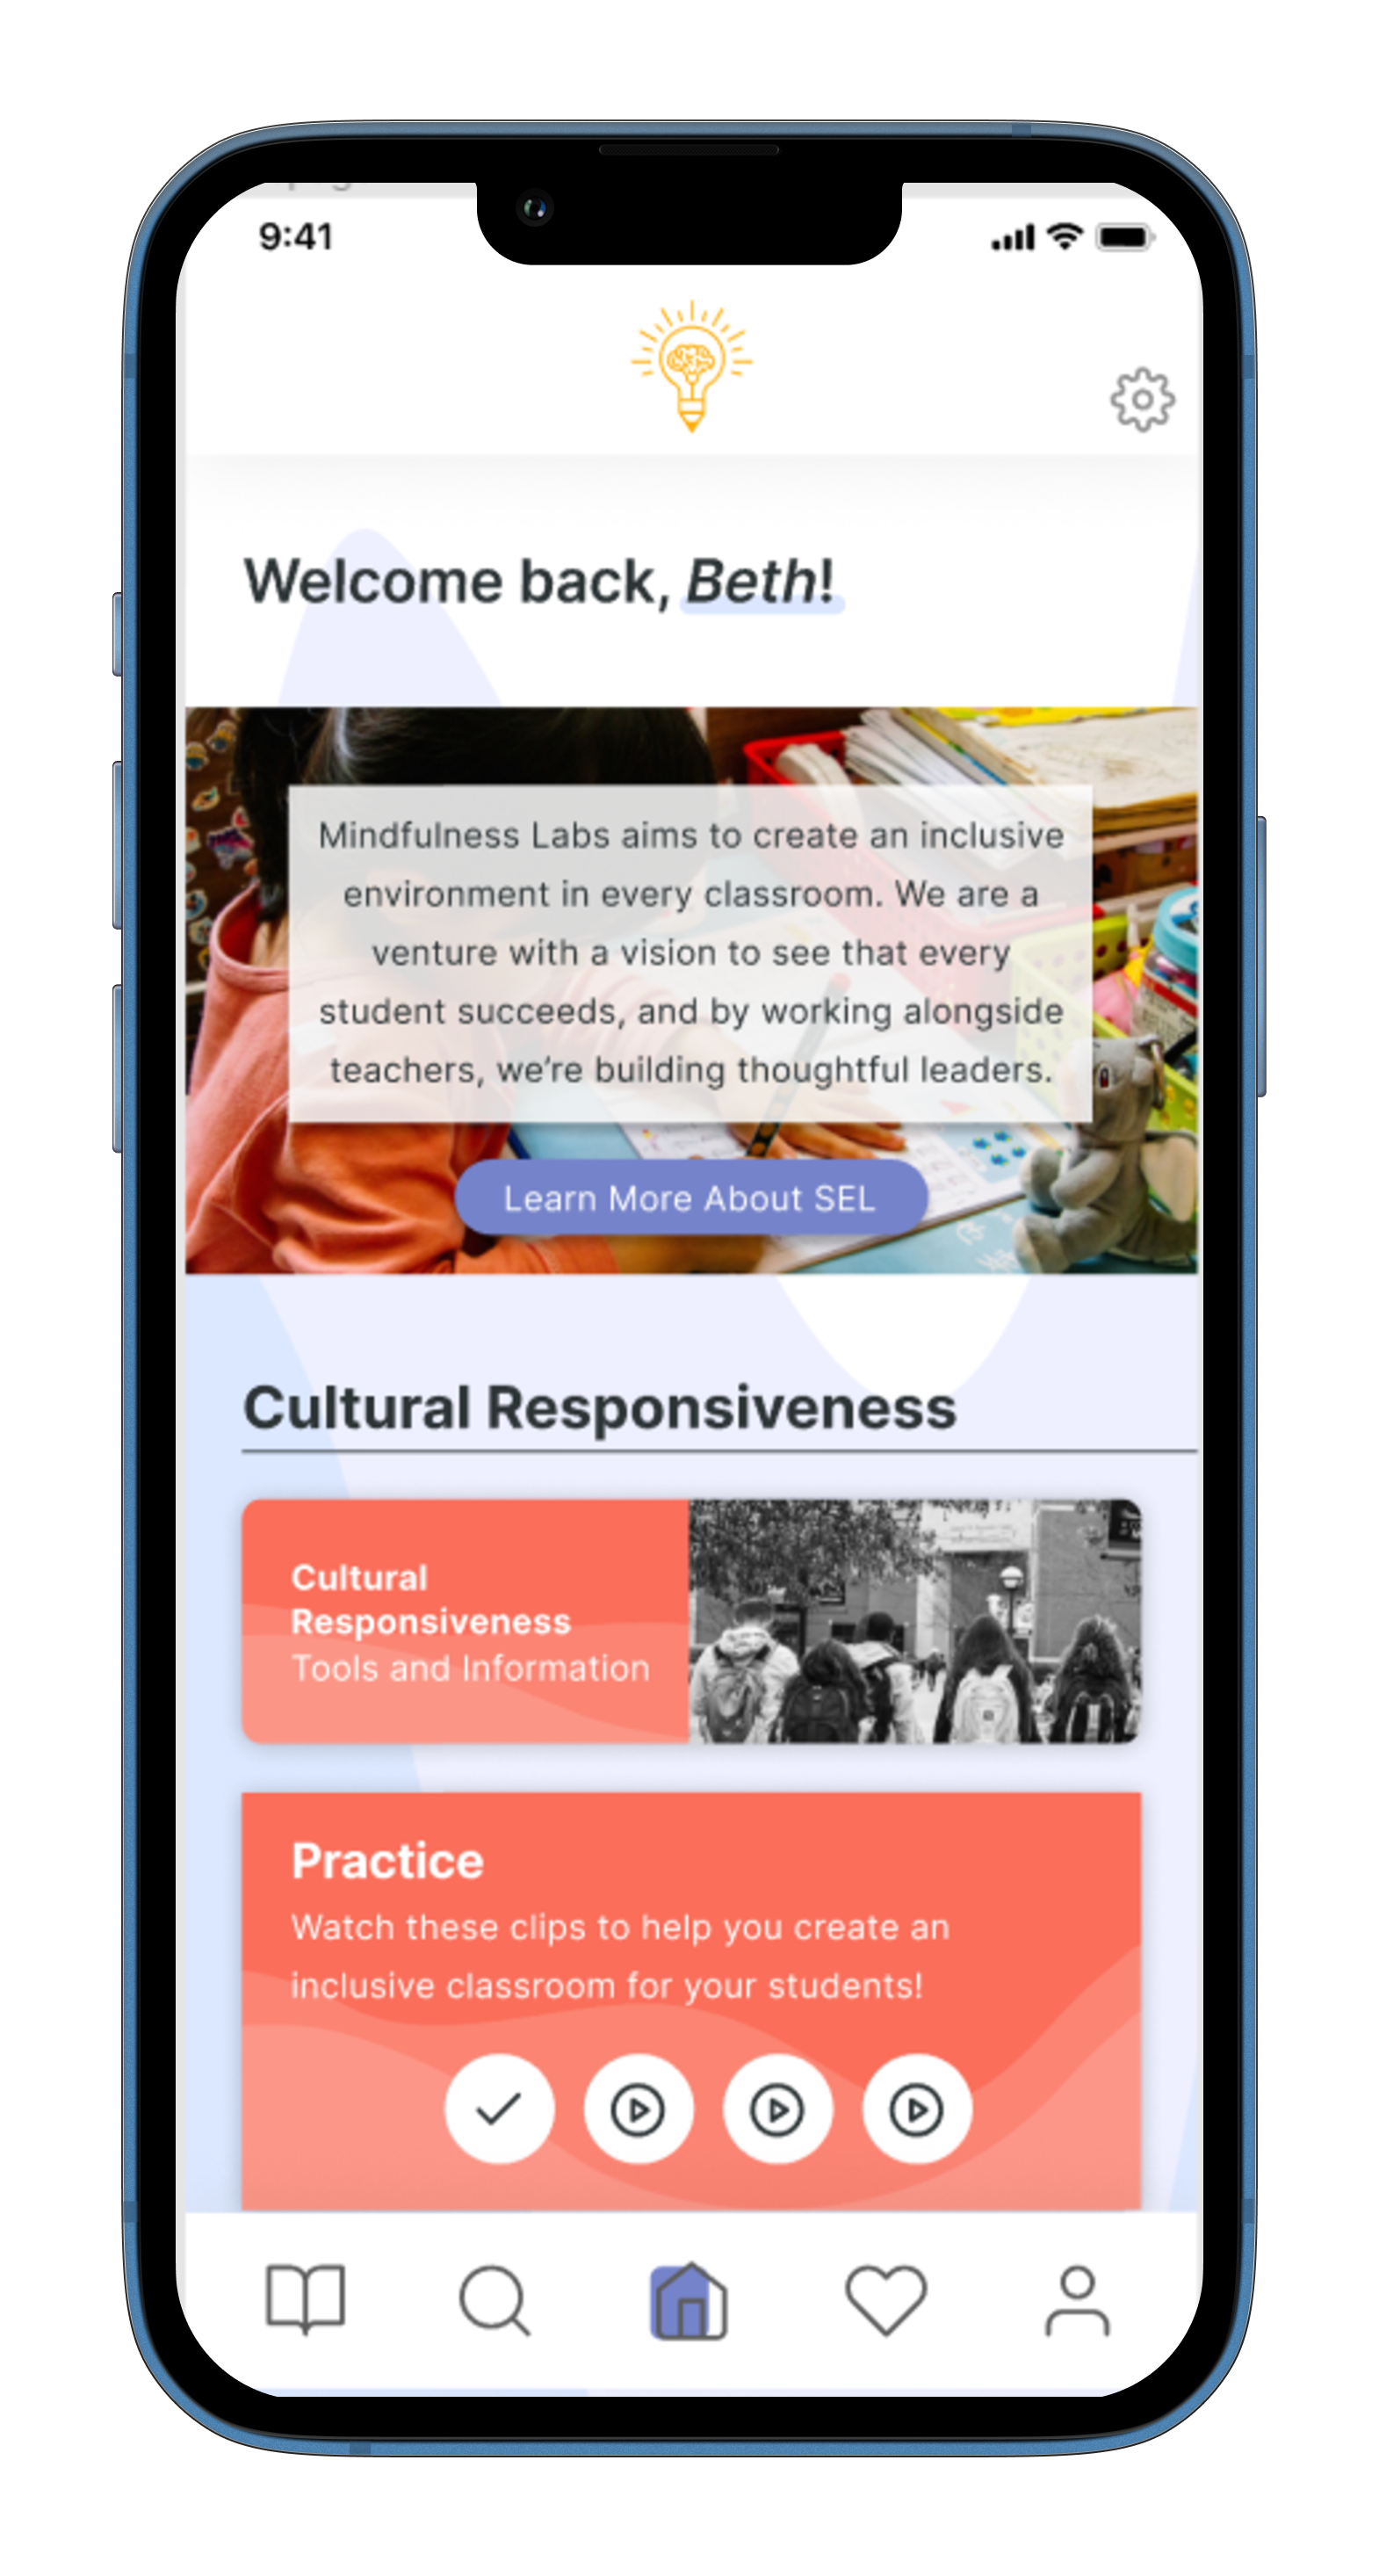 9:41
Welcome back, Beth!
Mindfulness Labs aims to create an inclusive
environment in every classroom. We are a
venture with a vision to see that every
student succeeds, and by working alongside
teachers, we’re building thoughtful leaders.
Learn More About SEL
Cultural Responsiveness
Cultural
Responsiveness
Tools and Information
Practice
Watch these clips to help you create an
inclusive classroom for your students!